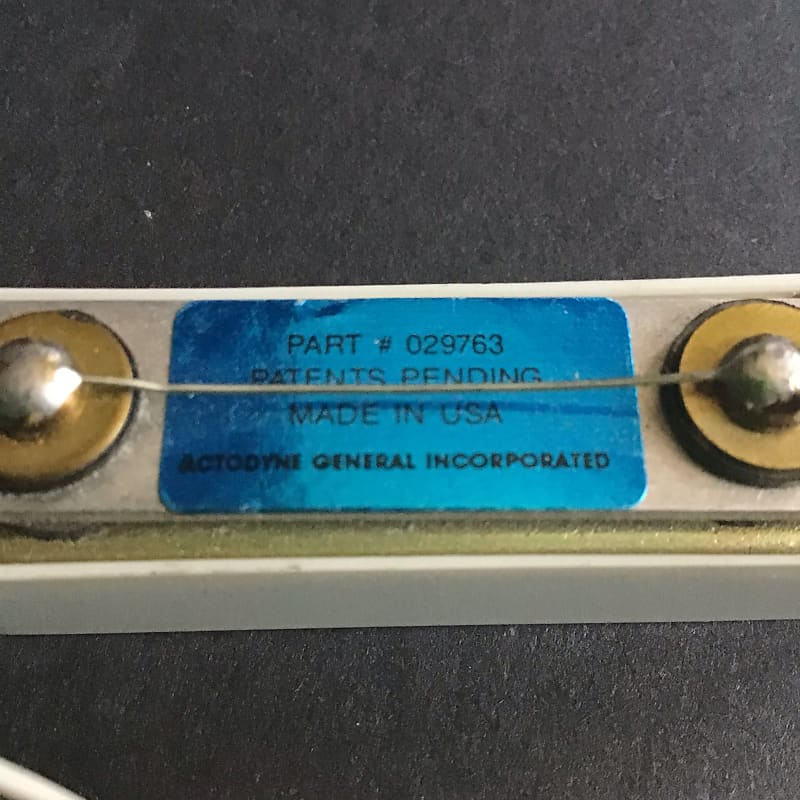 PART # 029763
PATENTS PENDING
MADE IN USA
ACTODYNE GENERAL INCORPORATED